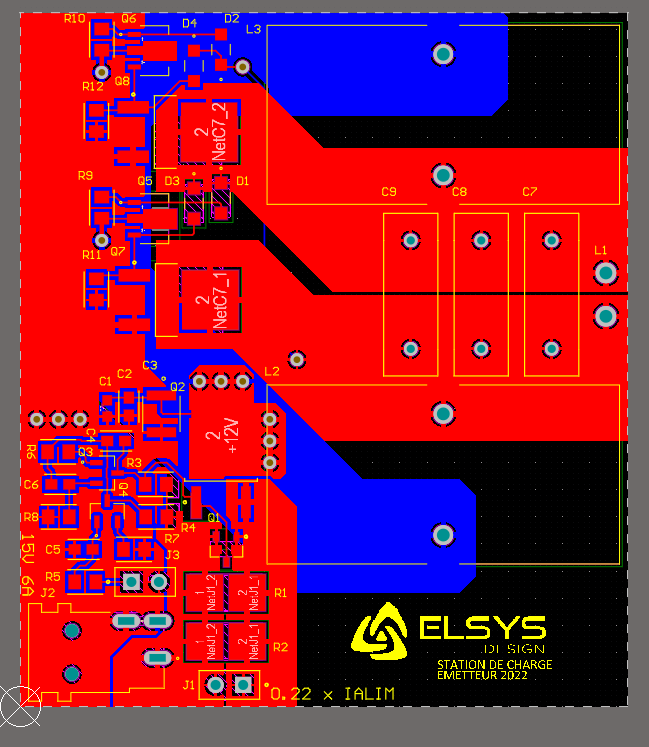 R10
Q6
D4
D2
L3
Q8
R12
2
NetC7_2
R9
Q5
D3
D1
C9
C8
C7
Q7
R11
2
NetC7_1
L1
C3
C2
C1
Q2
L2
2
+12V
C4
R6
Q3
R3
C6
Q4
R8
R4
Q1
R7
C5
J3
15V 6A
R5
J2
1
NetJ1_2
2
NetJ1_1
R1
1
NetJ1_2
2
NetJ1_1
R2
J1
0.22 x IALIM
ELSYS
DESIGN
STATION DE CHARGE
EMETTEUR 2022